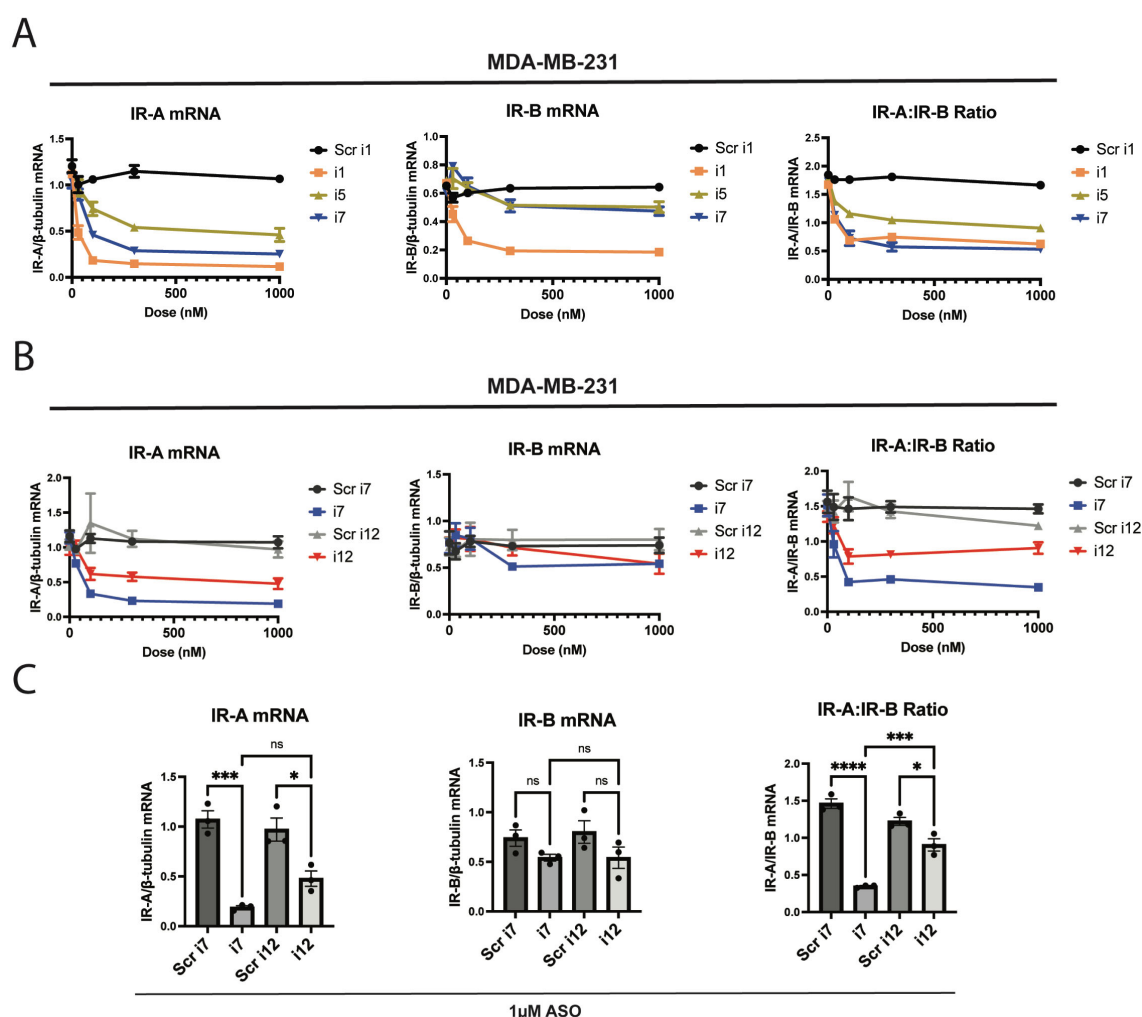 A
MDA-MB-231
IR-A mRNA
IR-B mRNA
IR-A:IR-B Ratio
IR-A/β-tubulin mRNA
1.5
1.0
0.5
0.0
0
500
1000
Dose (nM)
Scr i1
i1
i5
i7
IR-B/β-tubulin mRNA
1.0
0.8
0.6
0.4
0.2
0.0
0
500
1000
Dose (nM)
Scr i1
i1
i5
i7
IR-A/IR-B mRNA
2.0
1.5
1.0
0.5
0.0
0
500
1000
Dose (nM)
Scr i1
i1
i5
i7
B
MDA-MB-231
IR-A mRNA
IR-B mRNA
IR-A:IR-B Ratio
IR-A/β-tubulin mRNA
2.0
1.5
1.0
0.5
0.0
0
500
1000
Dose (nM)
Scr i7
i7
Scr i12
i12
IR-B/β-tubulin mRNA
1.5
1.0
0.5
0.0
0
500
1000
Dose (nM)
Scr i7
i7
Scr i12
i12
IR-A/IR-B mRNA
2.0
1.5
1.0
0.5
0.0
0
500
1000
Dose (nM)
Scr i7
i7
Scr i12
i12
C
IR-A mRNA
IR-B mRNA
IR-A:IR-B Ratio
IR-A/β-tubulin mRNA
1.5
1.0
0.5
0.0
ns
***
*
Scr i7
i7
Scr i12
i12
IR-B/β-tubulin mRNA
1.5
1.0
0.5
0.0
ns
ns
ns
Scr i7
i7
Scr i12
i12
IR-A/IR-B mRNA
2.0
1.5
1.0
0.5
0.0
***
****
*
Scr i7
i7
Scr i12
i12
1µM ASO